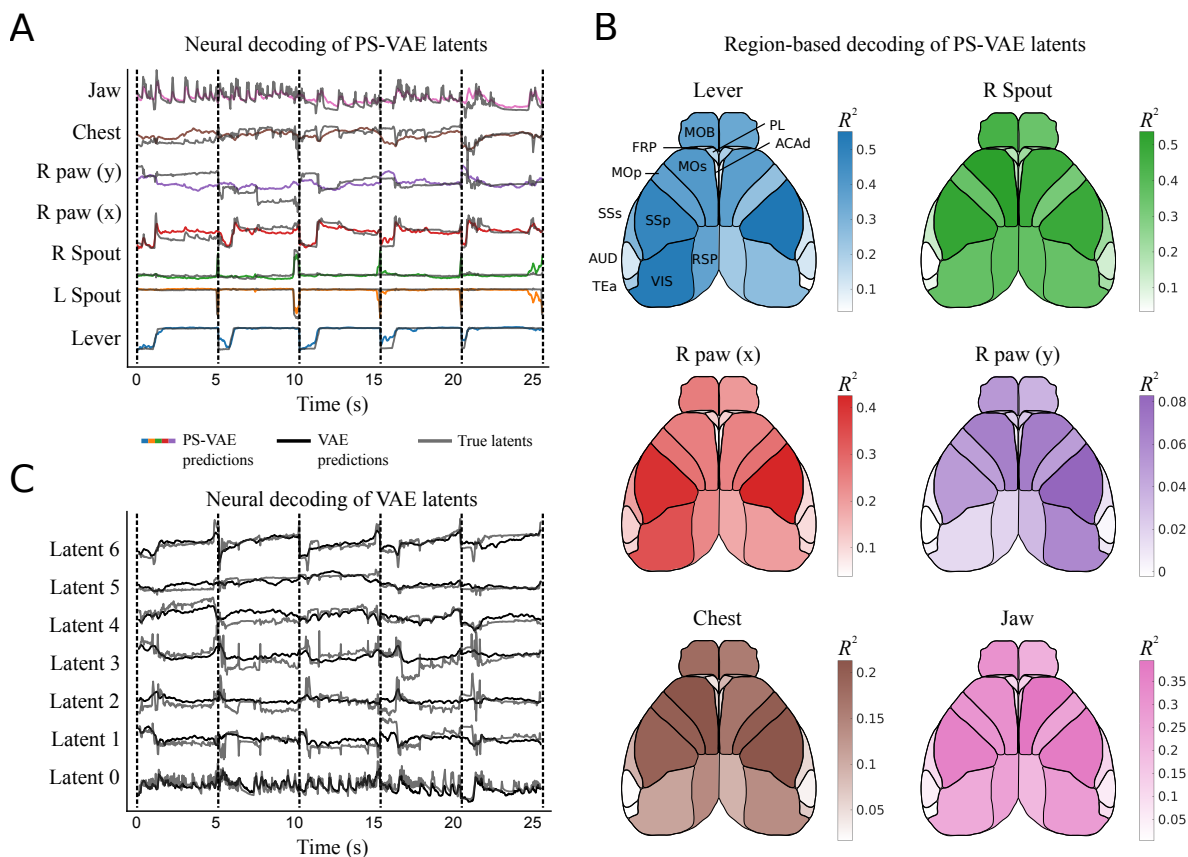 A
Neural decoding of PS-VAE latents
Jaw
Chest
R paw (y)
R paw (x)
R Spout
L Spout
Lever
0 5 10 15 20 25
Time (s)
PS-VAE predictions
VAE predictions
True latents
C
Neural decoding of VAE latents
Latent 6
Latent 5
Latent 4
Latent 3
Latent 2
Latent 1
Latent 0
0 5 10 15 20 25
Time (s)
B
Region-based decoding of PS-VAE latents
Lever
MOB
PL
FRP
ACAd
MOs
MOp
SSs
SSp
AUD
RSP
VIS
TEa
R²
0.5
0.4
0.3
0.2
0.1
R Spout
R²
0.5
0.4
0.3
0.2
0.1
R paw (x)
R²
0.4
0.3
0.2
0.1
R paw (y)
R²
0.08
0.06
0.04
0.02
0
Chest
R²
0.2
0.15
0.1
0.05
Jaw
R²
0.35
0.3
0.25
0.2
0.15
0.1
0.05